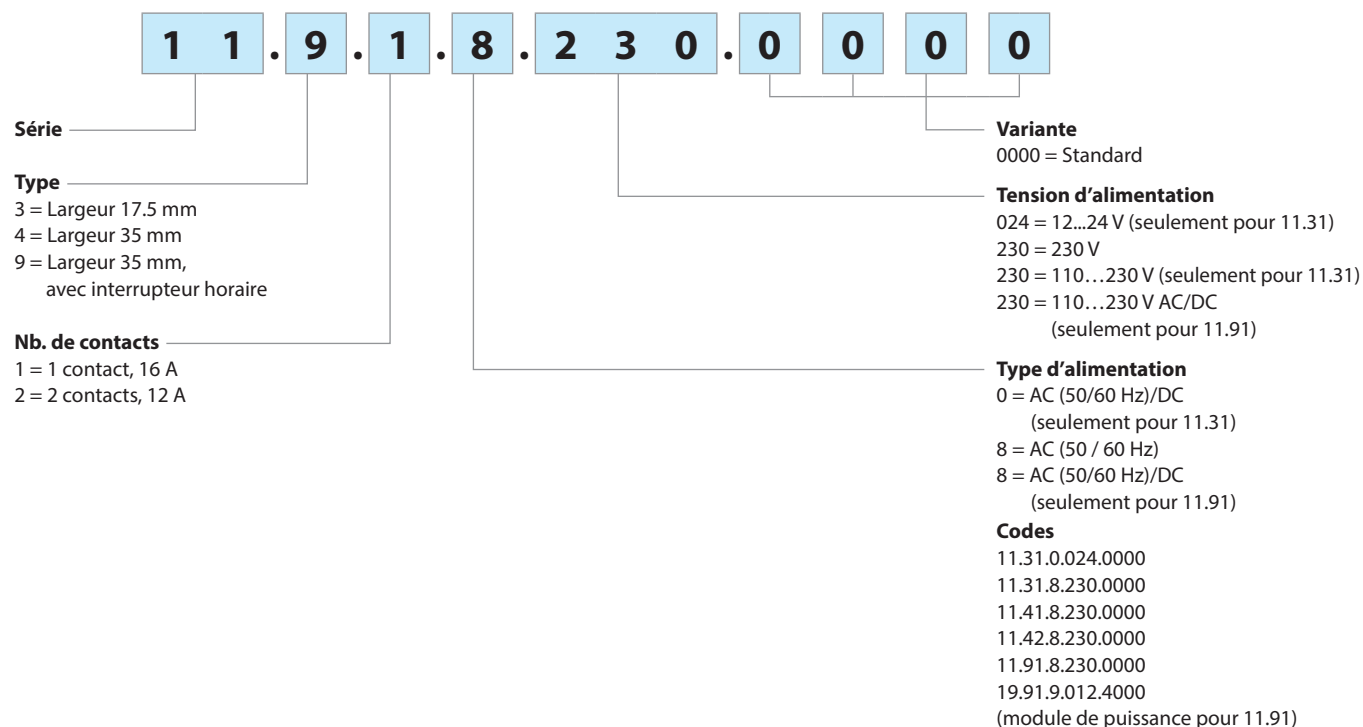 1 1 . 9 . 1 . 8 . 2 3 0 . 0 0 0 0
Série
Type
3 = Largeur 17.5 mm
4 = Largeur 35 mm
9 = Largeur 35 mm,
avec interrupteur horaire
Nb. de contacts
1 = 1 contact, 16 A
2 = 2 contacts, 12 A
Variante
0000 = Standard
Tension d’alimentation
024 = 12...24 V (seulement pour 11.31)
230 = 230 V
230 = 110…230 V (seulement pour 11.31)
230 = 110…230 V AC/DC
(seulement pour 11.91)
Type d’alimentation
0 = AC (50/60 Hz)/DC
(seulement pour 11.31)
8 = AC (50 / 60 Hz)
8 = AC (50/60 Hz)/DC
(seulement pour 11.91)
Codes
11.31.0.024.0000
11.31.8.230.0000
11.41.8.230.0000
11.42.8.230.0000
11.91.8.230.0000
19.91.9.012.4000
(module de puissance pour 11.91)